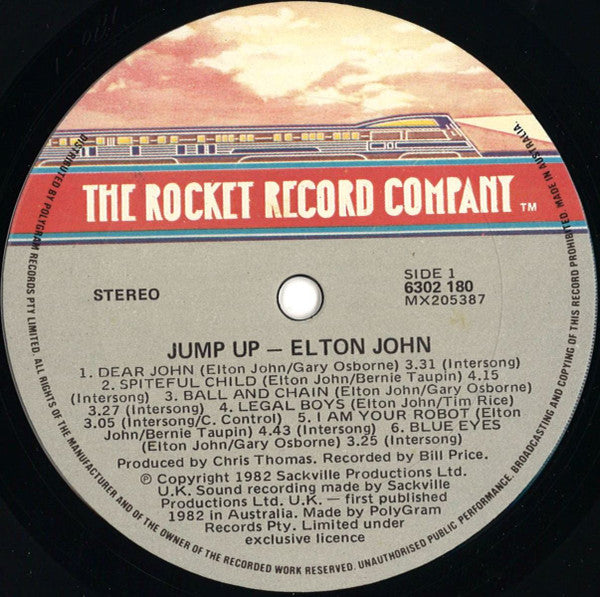 THE ROCKET RECORD COMPANY TM
STEREO
SIDE 1
6302 180
MX205387
JUMP UP — ELTON JOHN
1. DEAR JOHN (Elton John/Gary Osborne) 3.31 (Intersong)
2. SPITEFUL CHILD (Elton John/Bernie Taupin) 4.15
(Intersong) 3. BALL AND CHAIN (Elton John/Gary Osborne)
3.27 (Intersong) 4. LEGAL BOYS (Elton John/Tim Rice)
3.05 (Intersong/C. Control) 5. I AM YOUR ROBOT (Elton
John/Bernie Taupin) 4.43 (Intersong) 6. BLUE EYES
(Elton John/Gary Osborne) 3.25 (Intersong)
Produced by Chris Thomas. Recorded by Bill Price.
℗ Copyright 1982 Sackville Productions Ltd.
U.K. Sound recording made by Sackville
Productions Ltd. U.K. — first published
1982 in Australia. Made by PolyGram
Records Pty. Limited under
exclusive licence
DISTRIBUTED BY POLYGRAM RECORDS PTY LIMITED. ALL RIGHTS OF THE MANUFACTURER AND OF THE OWNER OF THE RECORDED WORK RESERVED. UNAUTHORISED PUBLIC PERFORMANCE, BROADCASTING AND COPYING OF THIS RECORD PROHIBITED MADE IN AUSTRALIA.